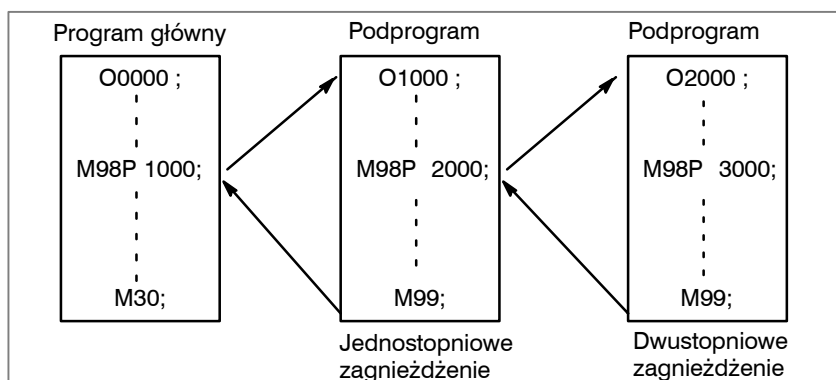 Program główny
O0000 ;
M98P 1000;
M30;
Podprogram
O1000 ;
M98P 2000;
M99;
Jednostopniowe
zagnieżdżenie
Podprogram
O2000 ;
M98P 3000;
M99;
Dwustopniowe
zagnieżdżenie